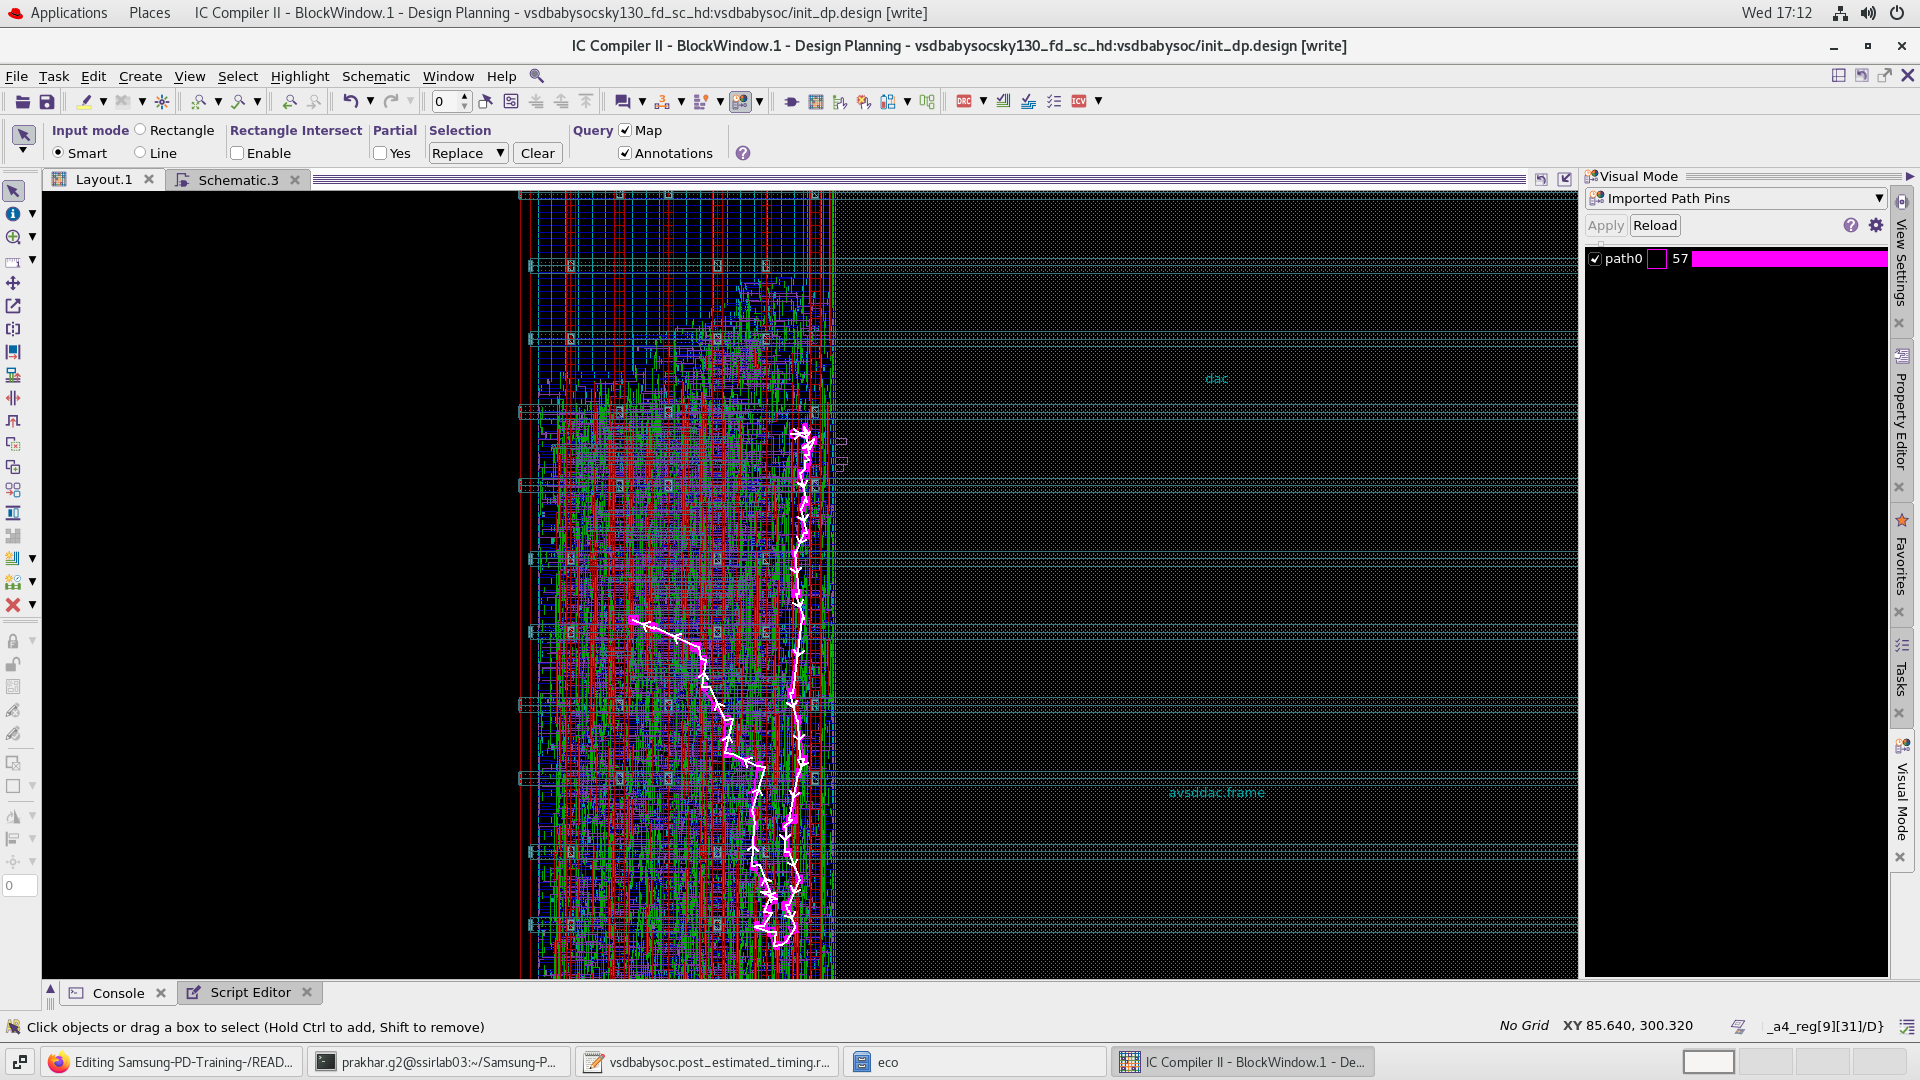 Applications Places IC Compiler II - BlockWindow.1 - Design Planning - vsdbabysocsky130_fd_sc_hd:vsdbabysoc/init_dp.design [write] Wed 17:12
IC Compiler II - BlockWindow.1 - Design Planning - vsdbabysocsky130_fd_sc_hd:vsdbabysoc/init_dp.design [write]
File Task Edit Create View Select Highlight Schematic Window Help
0 DRC ICV
Input mode Rectangle Rectangle Intersect Partial Selection Query Map
Smart Line Enable Yes Replace Clear Annotations
Layout.1 Schematic.3 Visual Mode
Imported Path Pins
Apply Reload
path0 57
View Settings
Property Editor
Favorites
Tasks
Visual Mode
dac
avsddac.frame
0
Console Script Editor
Click objects or drag a box to select (Hold Ctrl to add, Shift to remove) No Grid XY 85.640, 300.320 _a4_reg[9][31]/D}
Editing Samsung-PD-Training-/READ... prakhar.g2@ssirlab03:~/Samsung-P... vsdbabysoc.post_estimated_timing.r... eco IC Compiler II - BlockWindow.1 - De...